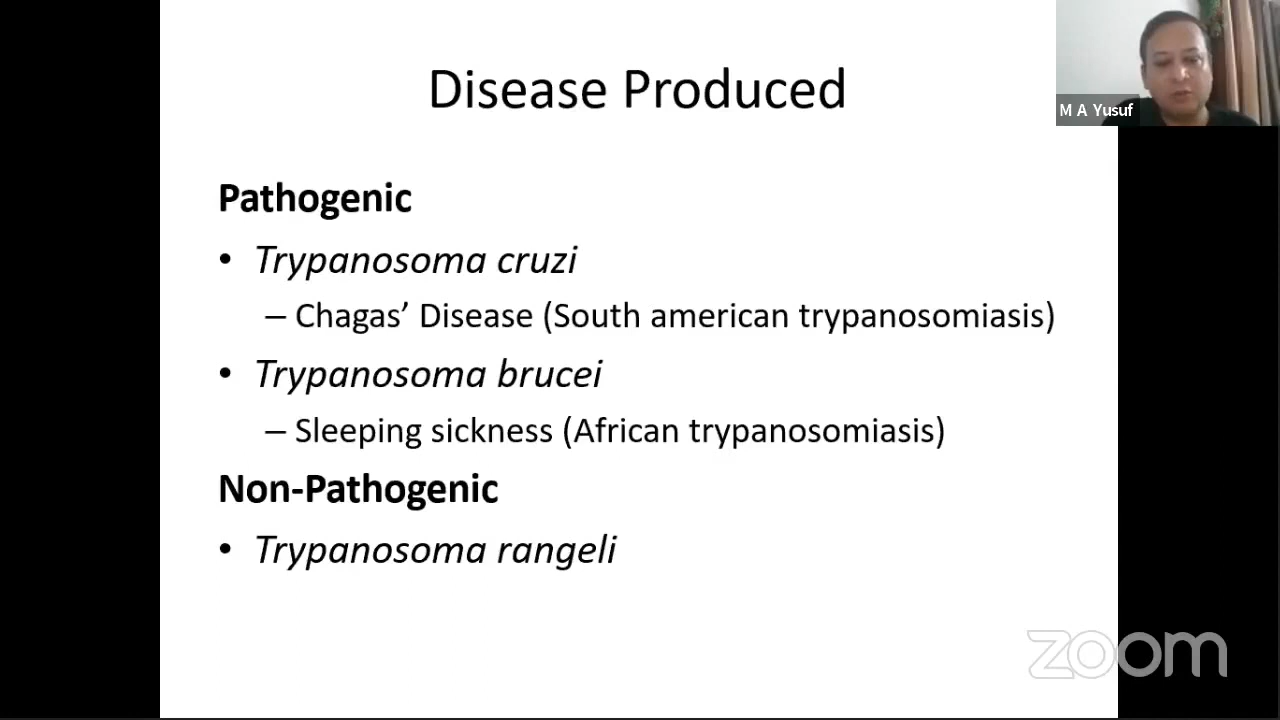 Disease Produced
M A Yusuf
Pathogenic
• Trypanosoma cruzi
– Chagas’ Disease (South american trypanosomiasis)
• Trypanosoma brucei
– Sleeping sickness (African trypanosomiasis)
Non-Pathogenic
• Trypanosoma rangeli
zoom